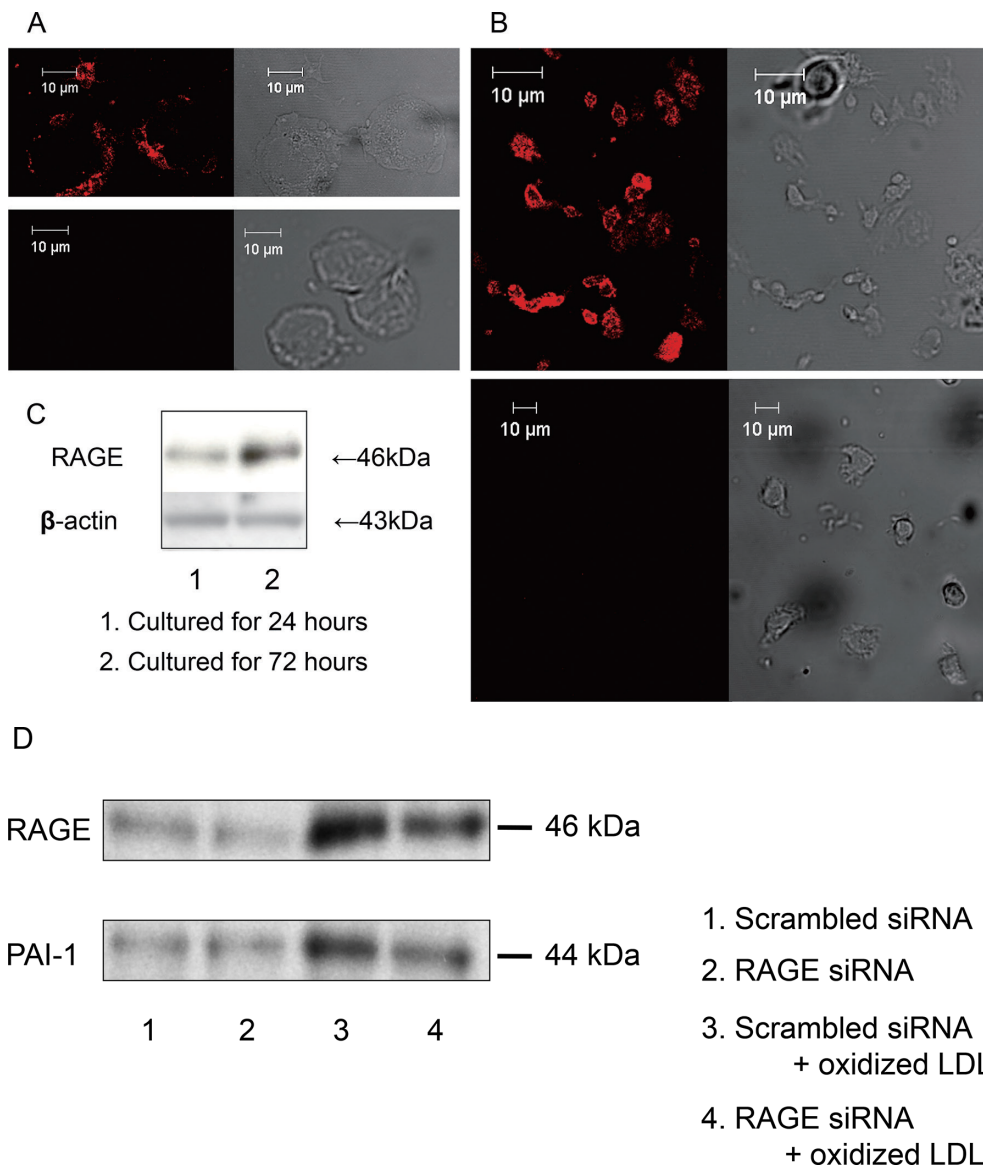 A
B
10 µm
10 µm
10 µm
10 µm
10 µm
10 µm
10 µm
10 µm
C
RAGE
←46kDa
β-actin
←43kDa
1 2
1. Cultured for 24 hours
2. Cultured for 72 hours
D
RAGE
46 kDa
PAI-1
44 kDa
1 2 3 4
1. Scrambled siRNA
2. RAGE siRNA
3. Scrambled siRNA
+ oxidized LDL
4. RAGE siRNA
+ oxidized LDL